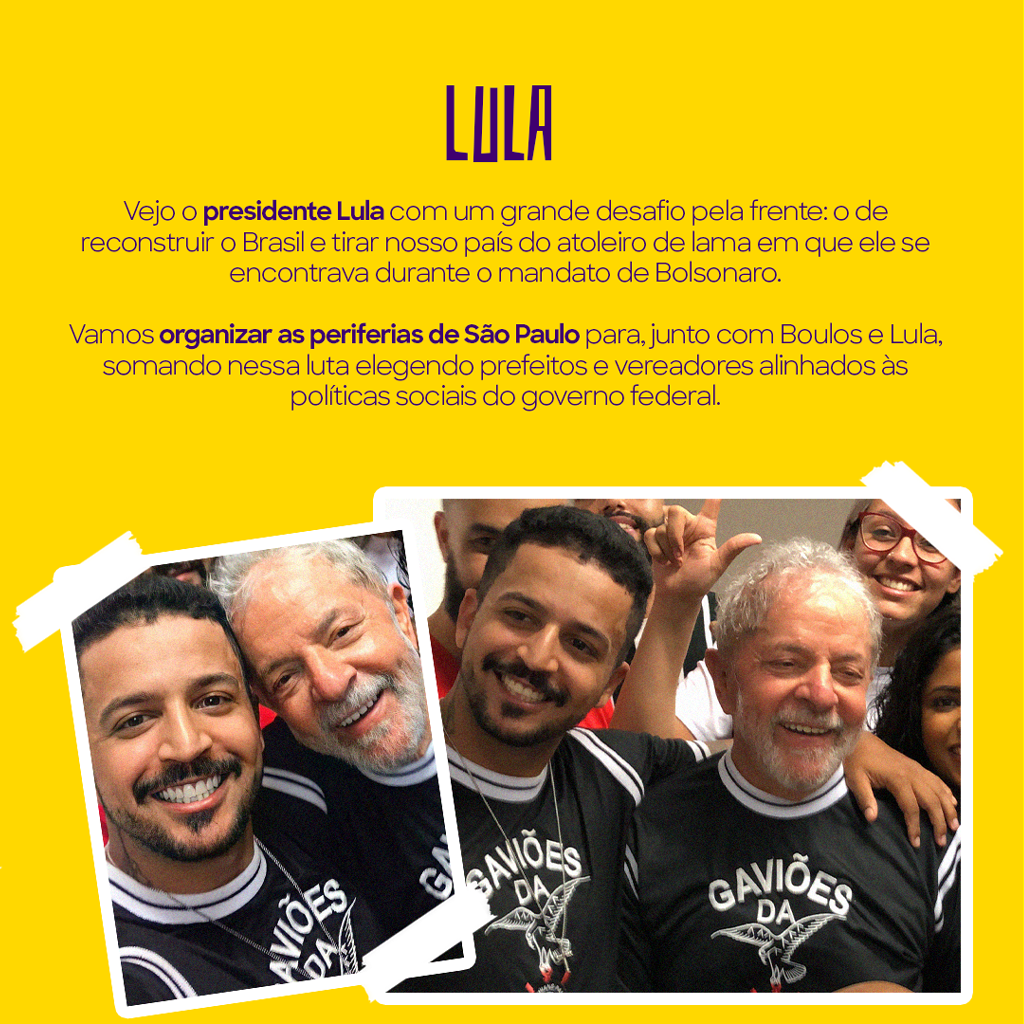 LULA
Vejo o presidente Lula com um grande desafio pela frente: o de
reconstruir o Brasil e tirar nosso país do atoleiro de lama em que ele se
encontrava durante o mandato de Bolsonaro.
Vamos organizar as periferias de São Paulo para, junto com Boulos e Lula,
somando nessa luta elegendo prefeitos e vereadores alinhados às
políticas sociais do governo federal.
GAVIÕES
DA
GAVIÕES
DA
GAVIÕES
DA